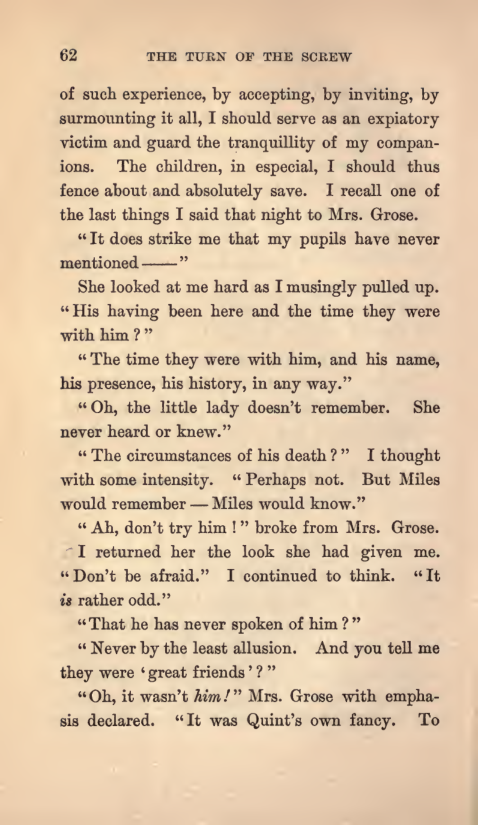 62 THE TURN OF THE SCREW
of such experience, by accepting, by inviting, by
surmounting it all, I should serve as an expiatory
victim and guard the tranquillity of my compan-
ions. The children, in especial, I should thus
fence about and absolutely save. I recall one of
the last things I said that night to Mrs. Grose.
"It does strike me that my pupils have never
mentioned——"
She looked at me hard as I musingly pulled up.
"His having been here and the time they were
with him?"
"The time they were with him, and his name,
his presence, his history, in any way."
"Oh, the little lady doesn't remember. She
never heard or knew."
"The circumstances of his death?" I thought
with some intensity. "Perhaps not. But Miles
would remember — Miles would know."
"Ah, don't try him!" broke from Mrs. Grose.
I returned her the look she had given me.
"Don't be afraid." I continued to think. "It
is rather odd."
"That he has never spoken of him?"
"Never by the least allusion. And you tell me
they were 'great friends'?"
"Oh, it wasn't him!" Mrs. Grose with empha-
sis declared. "It was Quint's own fancy. To